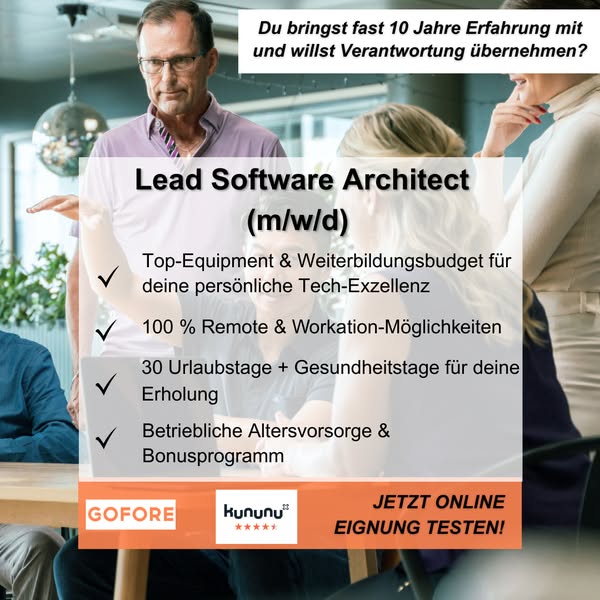 Du bringst fast 10 Jahre Erfahrung mit
und willst Verantwortung übernehmen?
Lead Software Architect
(m/w/d)
Top-Equipment & Weiterbildungsbudget für
deine persönliche Tech-Exzellenz
100 % Remote & Workation-Möglichkeiten
30 Urlaubstage + Gesundheitstage für deine
Erholung
Betriebliche Altersvorsorge &
Bonusprogramm
GOFORE
kununu
JETZT ONLINE
EIGNUNG TESTEN!